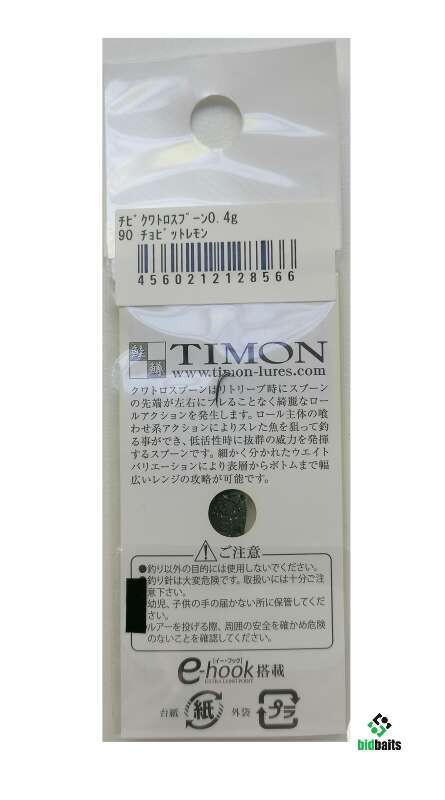 ﾁﾋﾞｸﾜﾄﾛｽﾌﾟｰﾝ0.4g
90 ﾁｮﾋﾞｯﾄﾚﾓﾝ
4560212128566
TIMON
www.timon-lures.com
クワトロスプーンはリトリーブ時にスプーン
の先端が左右にブレることなく綺麗なロー
ルアクションを発生します。ロール主体の喰
わせ系アクションによりスレた魚を狙って釣
る事ができ、低活性時に抜群の威力を発揮
するスプーンです。細かく分かれたウエイト
バリエーションにより表層からボトムまで幅
広いレンジの攻略が可能です。
ご注意
●釣り以外の目的には使用しないでください。
●釣り針は大変危険です。取扱いには十分ご注
意下さい。
幼児、子供の手の届かない所に保管してくだ
さい。
ルアーを投げる際、周囲の安全を確かめ危険
のないことを確認してください。
[イー・フック]
e-hook搭載
ULTRA LONG POINT
台紙 紙 外袋 プラ
bidbaits